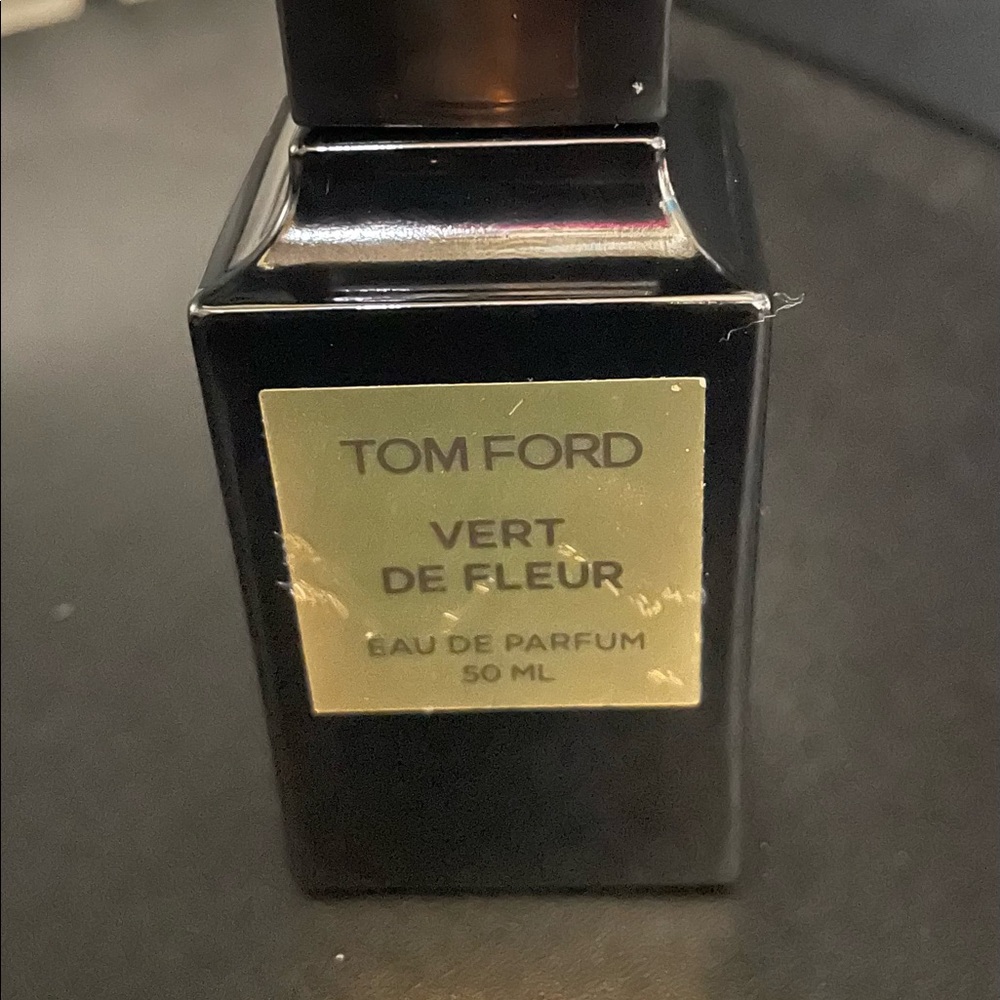 TOM FORD
VERT
DE FLEUR
EAU DE PARFUM
50 ML